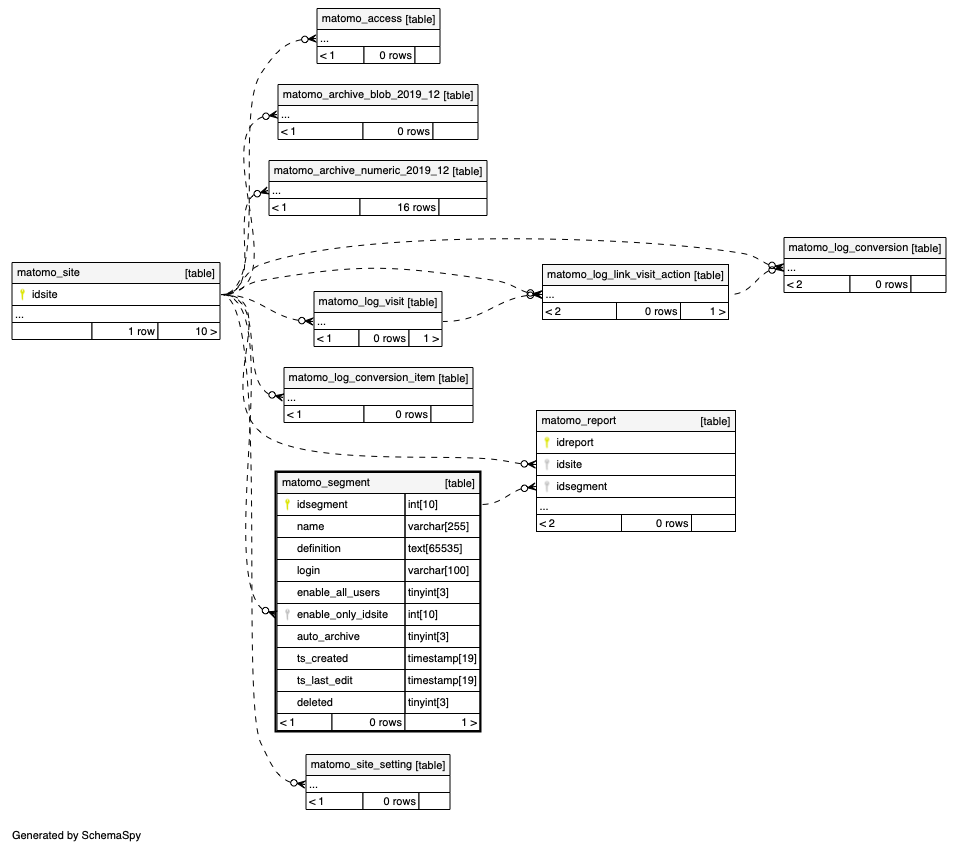 matomo_access [table]
...
< 1 0 rows
matomo_archive_blob_2019_12 [table]
...
< 1 0 rows
matomo_archive_numeric_2019_12 [table]
...
< 1 16 rows
matomo_log_conversion [table]
...
< 2 0 rows
matomo_site [table]
idsite
...
1 row 10 >
matomo_log_link_visit_action [table]
...
< 2 0 rows 1 >
matomo_log_visit [table]
...
< 1 0 rows 1 >
matomo_log_conversion_item [table]
...
< 1 0 rows
matomo_report [table]
idreport
idsite
idsegment
...
< 2 0 rows
matomo_segment [table]
idsegment int[10]
name varchar[255]
definition text[65535]
login varchar[100]
enable_all_users tinyint[3]
enable_only_idsite int[10]
auto_archive tinyint[3]
ts_created timestamp[19]
ts_last_edit timestamp[19]
deleted tinyint[3]
< 1 0 rows 1 >
matomo_site_setting [table]
...
< 1 0 rows
Generated by SchemaSpy